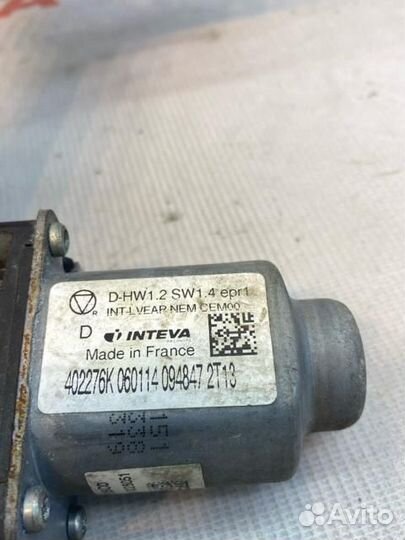 D-HW1.2 SW1.4 epr1
R INT-LVEAR NEM CEM00
D INTEVA
Made in France
402276K 060114 094847 2T13
Avito